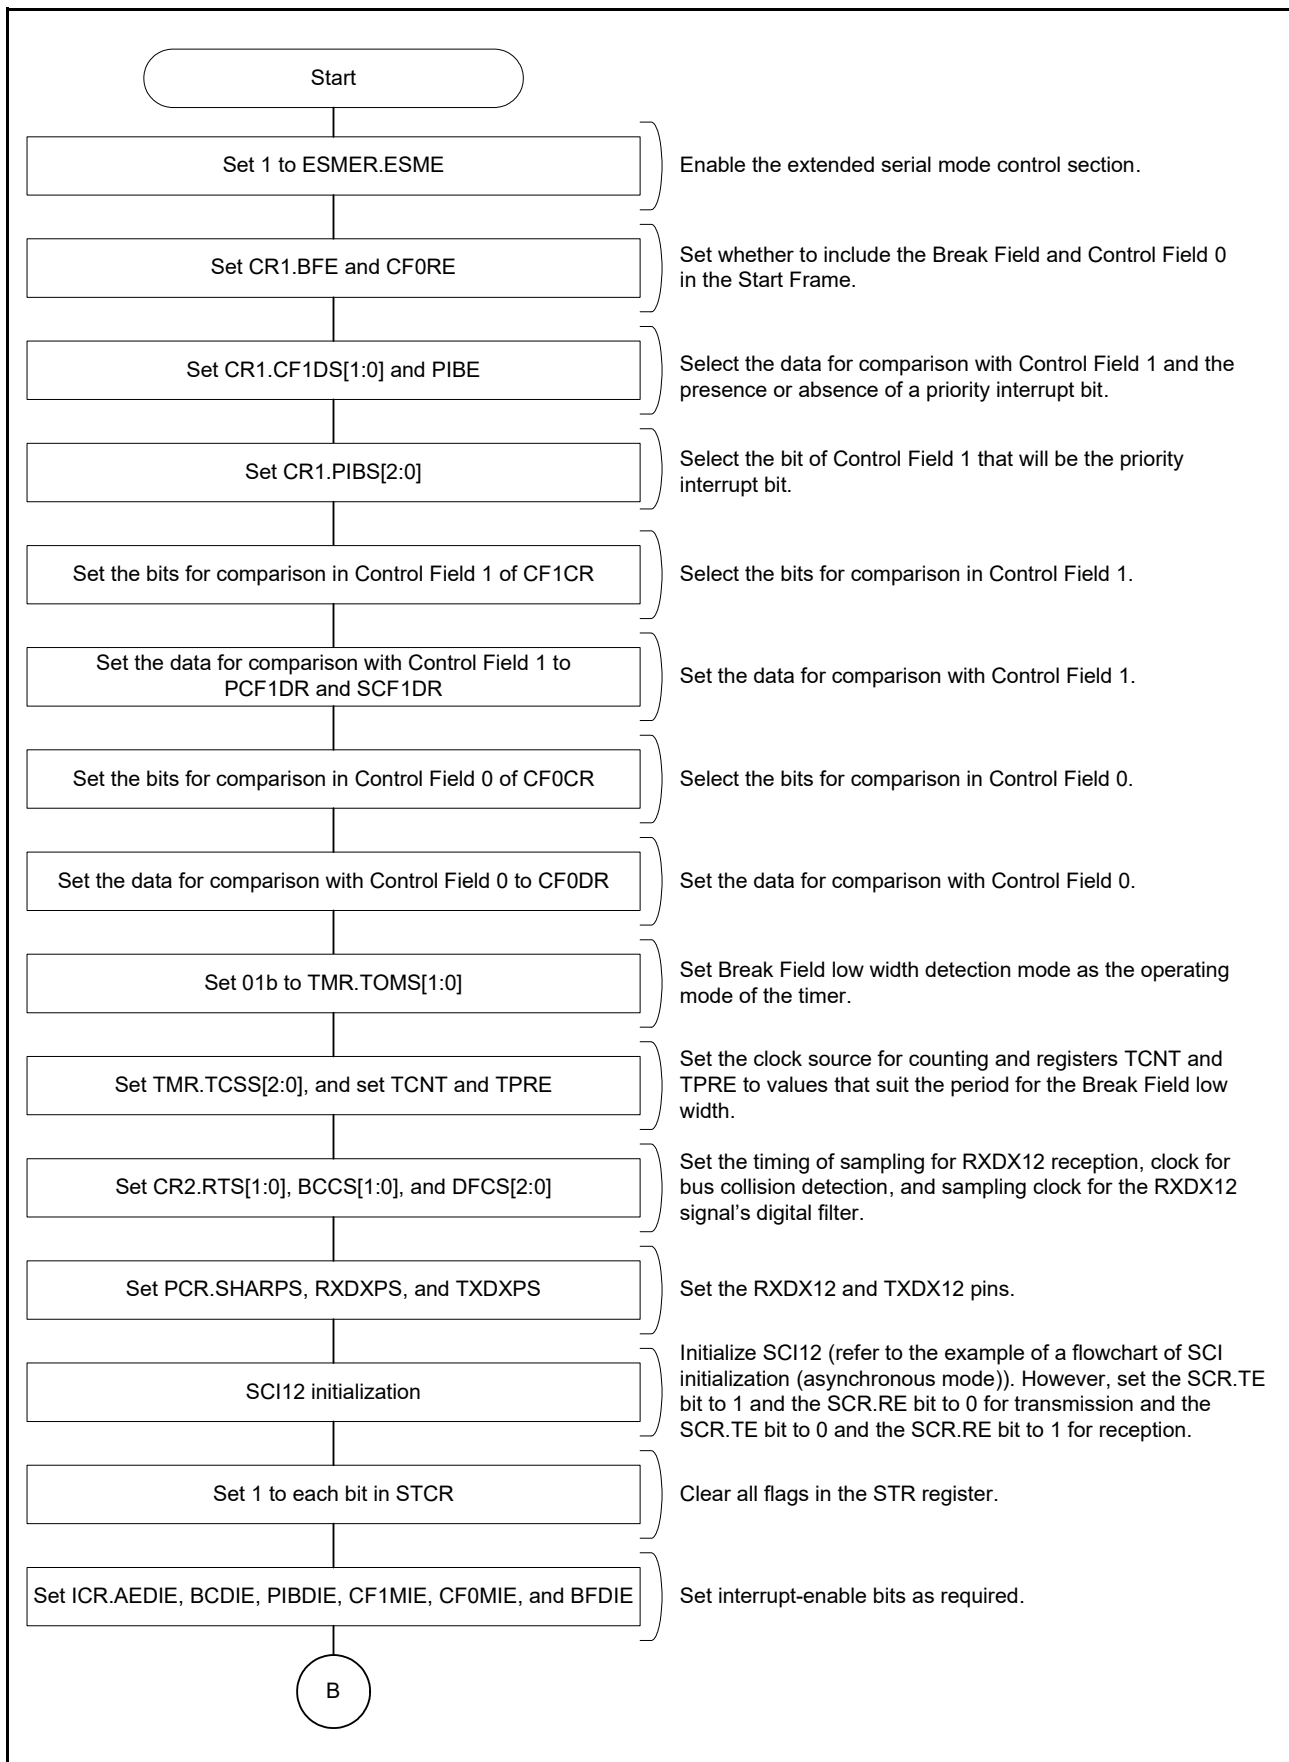 Start
Set 1 to ESMER.ESME
Enable the extended serial mode control section.
Set CR1.BFE and CF0RE
Set whether to include the Break Field and Control Field 0
in the Start Frame.
Set CR1.CF1DS[1:0] and PIBE
Select the data for comparison with Control Field 1 and the
presence or absence of a priority interrupt bit.
Set CR1.PIBS[2:0]
Select the bit of Control Field 1 that will be the priority
interrupt bit.
Set the bits for comparison in Control Field 1 of CF1CR
Select the bits for comparison in Control Field 1.
Set the data for comparison with Control Field 1 to
PCF1DR and SCF1DR
Set the data for comparison with Control Field 1.
Set the bits for comparison in Control Field 0 of CF0CR
Select the bits for comparison in Control Field 0.
Set the data for comparison with Control Field 0 to CF0DR
Set the data for comparison with Control Field 0.
Set 01b to TMR.TOMS[1:0]
Set Break Field low width detection mode as the operating
mode of the timer.
Set TMR.TCSS[2:0], and set TCNT and TPRE
Set the clock source for counting and registers TCNT and
TPRE to values that suit the period for the Break Field low
width.
Set CR2.RTS[1:0], BCCS[1:0], and DFCS[2:0]
Set the timing of sampling for RXDX12 reception, clock for
bus collision detection, and sampling clock for the RXDX12
signal’s digital filter.
Set PCR.SHARPS, RXDXPS, and TXDXPS
Set the RXDX12 and TXDX12 pins.
SCI12 initialization
Initialize SCI12 (refer to the example of a flowchart of SCI
initialization (asynchronous mode)). However, set the SCR.TE
bit to 1 and the SCR.RE bit to 0 for transmission and the
SCR.TE bit to 0 and the SCR.RE bit to 1 for reception.
Set 1 to each bit in STCR
Clear all flags in the STR register.
Set ICR.AEDIE, BCDIE, PIBDIE, CF1MIE, CF0MIE, and BFDIE
Set interrupt-enable bits as required.
B